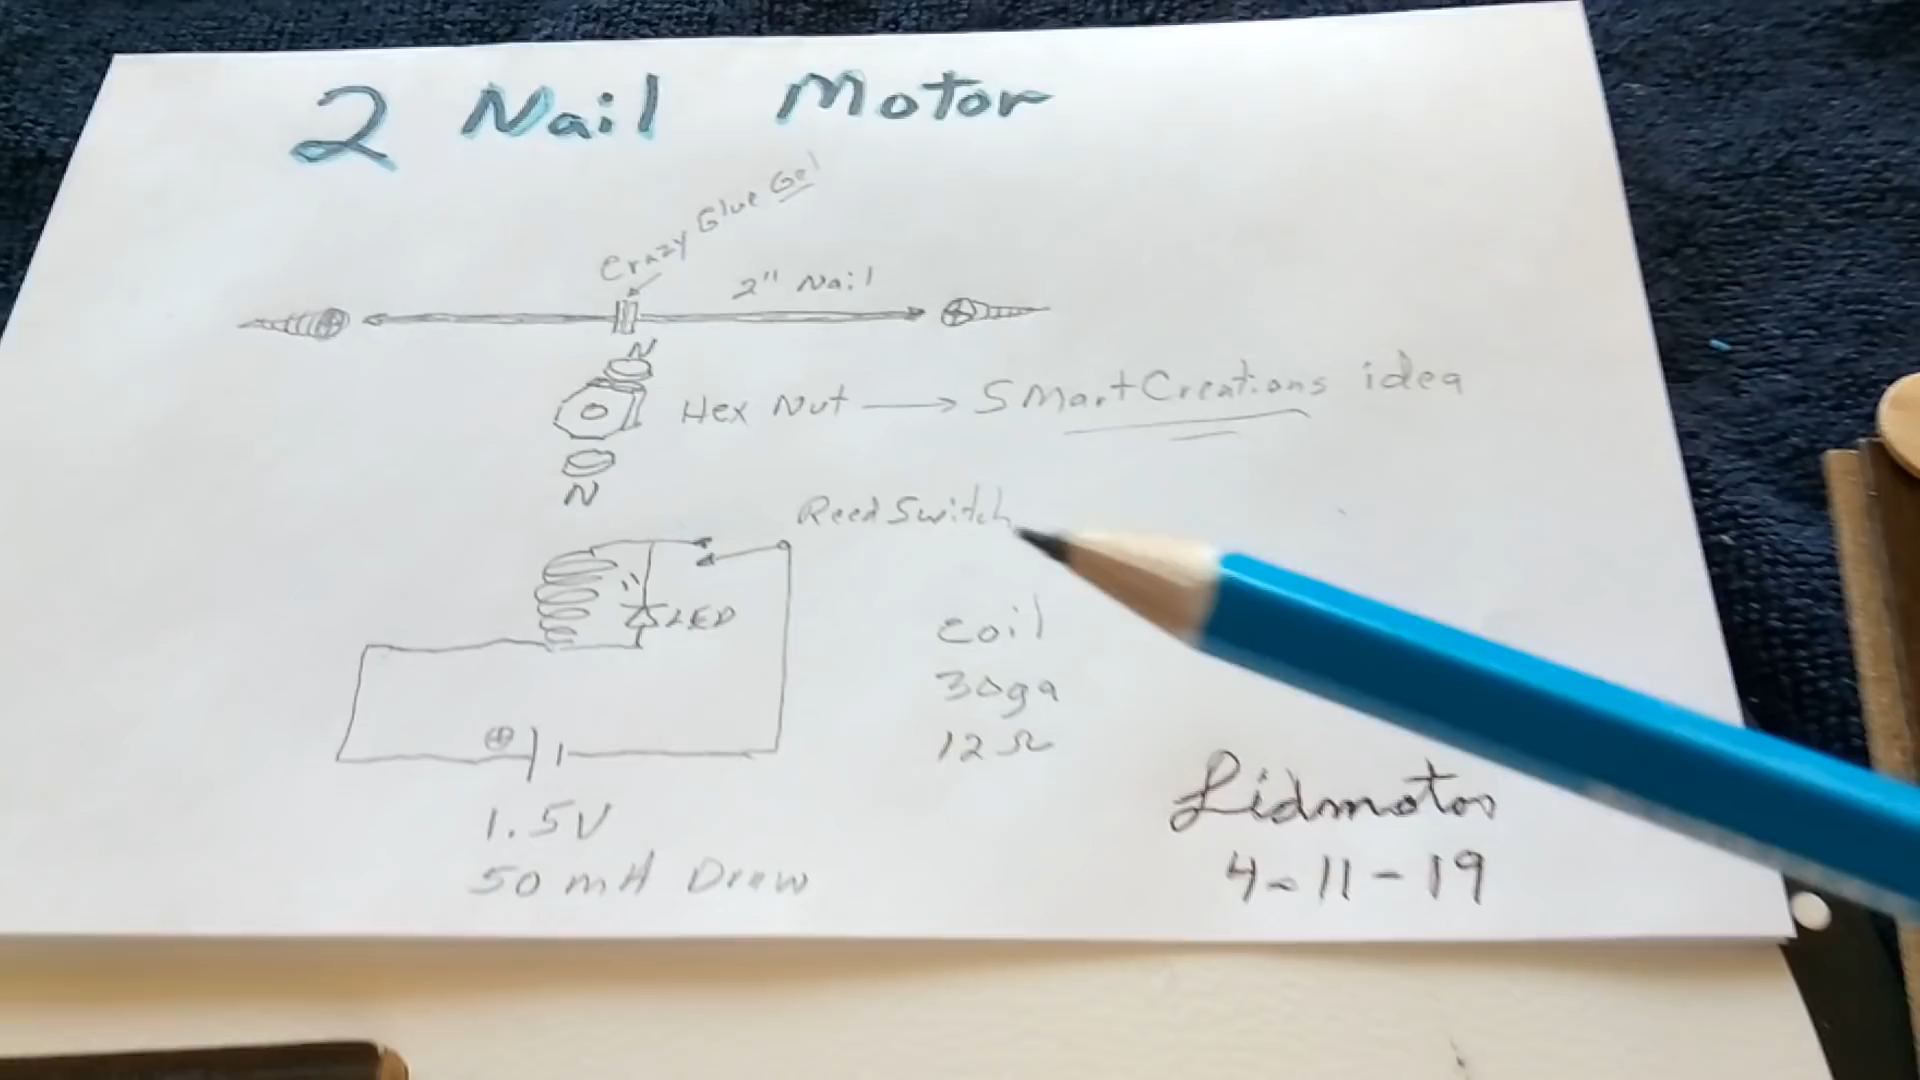 2 Nail Motor
Crazy Glue Gel
2" Nail
N
Hex Nut → SMartCreations idea
N
Reed Switch
LED
coil
30ga
12Ω
⊕
1.5V
50 mA Draw
Lidmotor
4-11-19